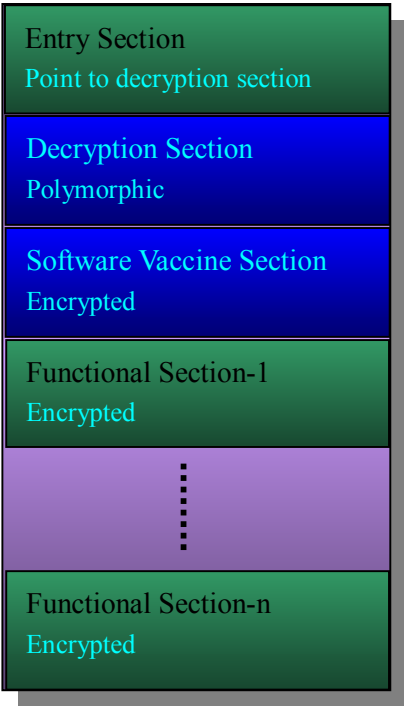 Entry Section
Point to decryption section
Decryption Section
Polymorphic
Software Vaccine Section
Encrypted
Functional Section-1
Encrypted
Functional Section-n
Encrypted